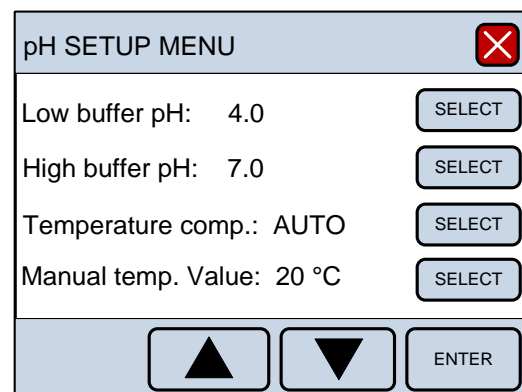 pH SETUP MENU
Low buffer pH: 4.0 SELECT
High buffer pH: 7.0 SELECT
Temperature comp.: AUTO SELECT
Manual temp. Value: 20 °C SELECT
ENTER